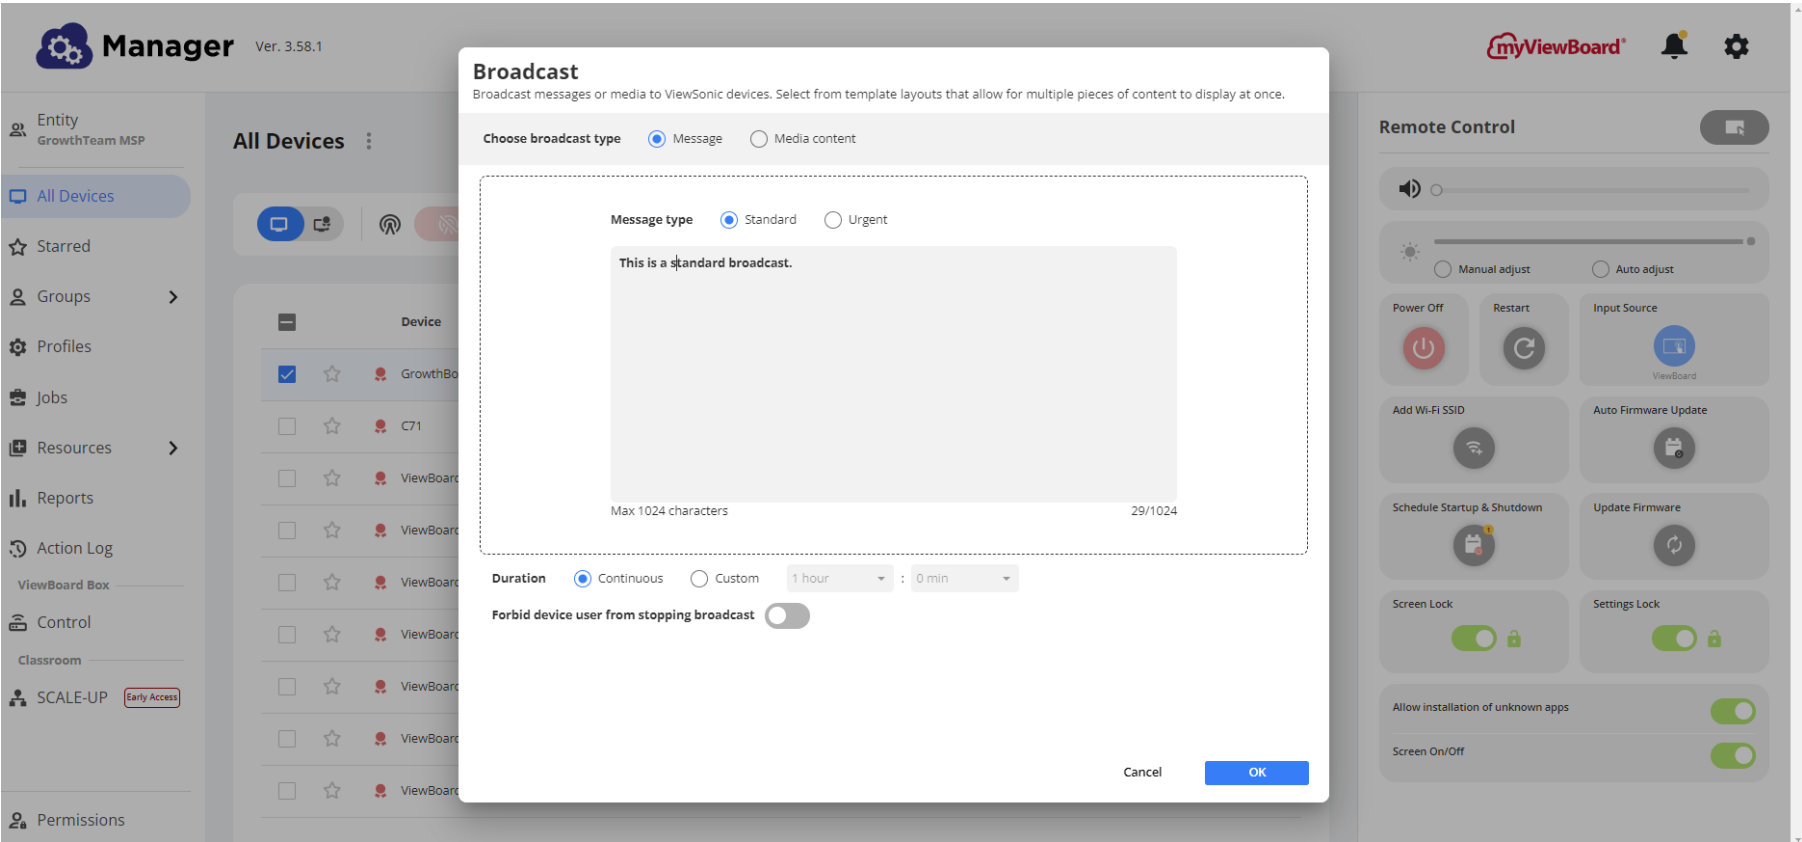 Manager Ver. 3.58.1
myViewBoard®
Entity
GrowthTeam MSP
All Devices
Starred
Groups
Profiles
Jobs
Resources
Reports
Action Log
ViewBoard Box
Control
Classroom
SCALE-UP Early Access
Permissions
All Devices
Device
GrowthBo
C71
ViewBoard
ViewBoard
ViewBoard
ViewBoard
ViewBoard
ViewBoard
ViewBoard
Broadcast
Broadcast messages or media to ViewSonic devices. Select from template layouts that allow for multiple pieces of content to display at once.
Choose broadcast type Message Media content
Message type Standard Urgent
This is a standard broadcast.
Max 1024 characters 29/1024
Duration Continuous Custom 1 hour : 0 min
Forbid device user from stopping broadcast
Cancel OK
Remote Control
Manual adjust Auto adjust
Power Off Restart Input Source
ViewBoard
Add Wi-Fi SSID Auto Firmware Update
Schedule Startup & Shutdown Update Firmware
Screen Lock Settings Lock
Allow installation of unknown apps
Screen On/Off